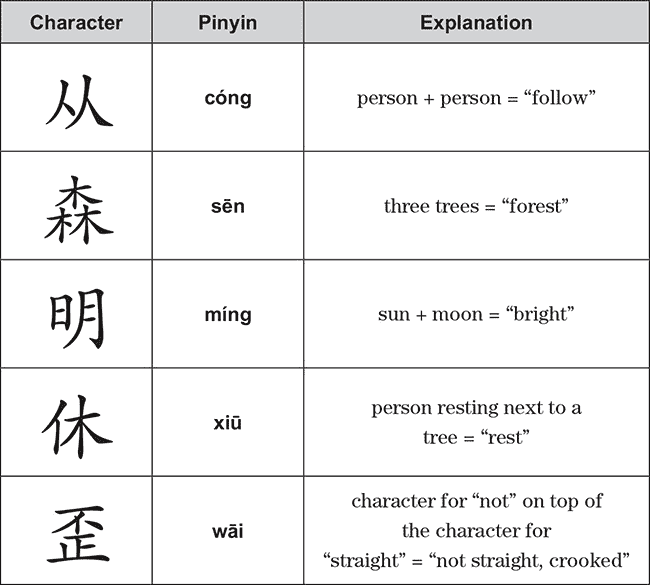 Character Pinyin Explanation
从 cóng person + person = “follow”
森 sēn three trees = “forest”
明 míng sun + moon = “bright”
休 xiū person resting next to a
tree = “rest”
歪 wāi character for “not” on top of
the character for
“straight” = “not straight, crooked”